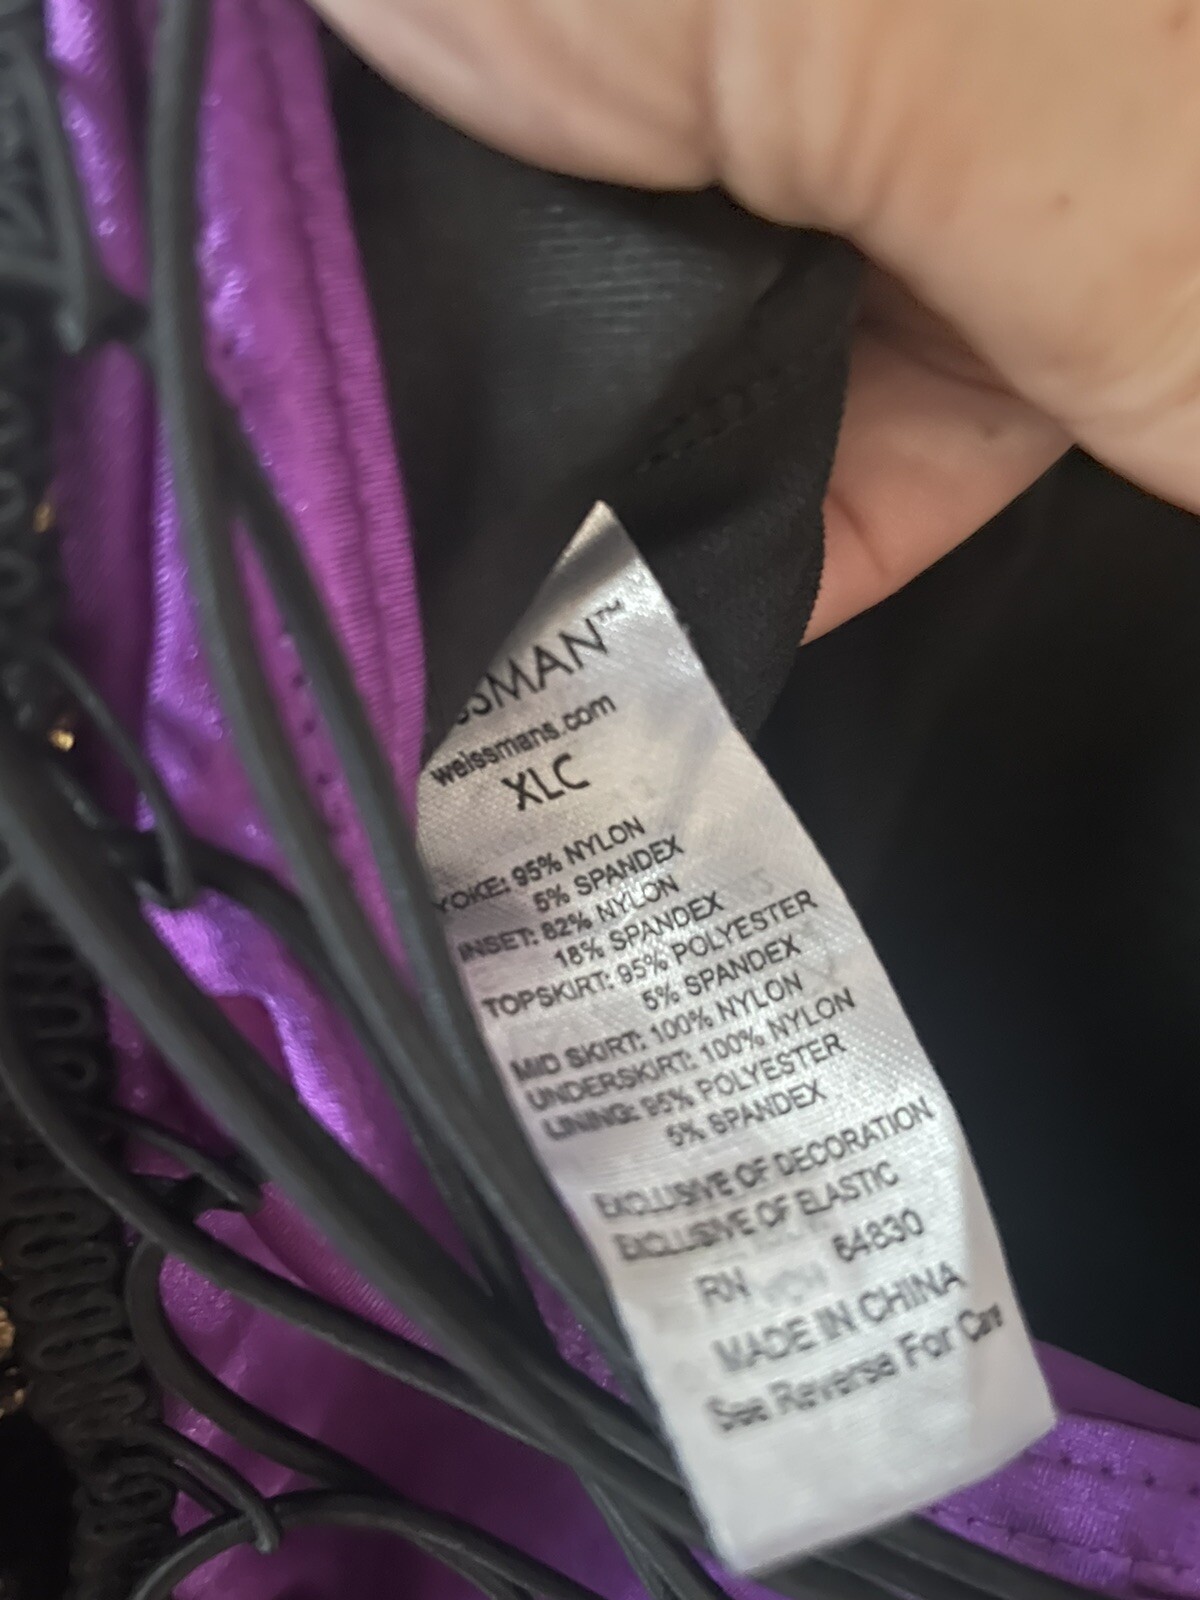 SSMAN™
weissmans.com
XLC
YOKE: 95% NYLON
5% SPANDEX
INSET: 82% NYLON
18% SPANDEX
TOPSKIRT: 95% POLYESTER
5% SPANDEX
MID SKIRT: 100% NYLON
UNDERSKIRT: 100% NYLON
LINING: 95% POLYESTER
5% SPANDEX
EXCLUSIVE OF DECORATION
EXCLUSIVE OF ELASTIC
RN 64830
MADE IN CHINA
See Reverse For Care